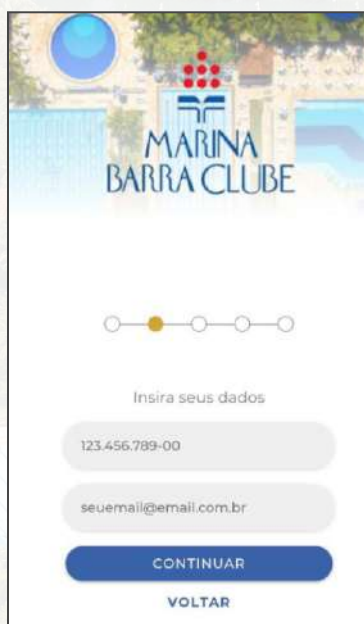 MARINA
BARRA CLUBE
Insira seus dados
123.456.789-00
seuemail@email.com.br
CONTINUAR
VOLTAR